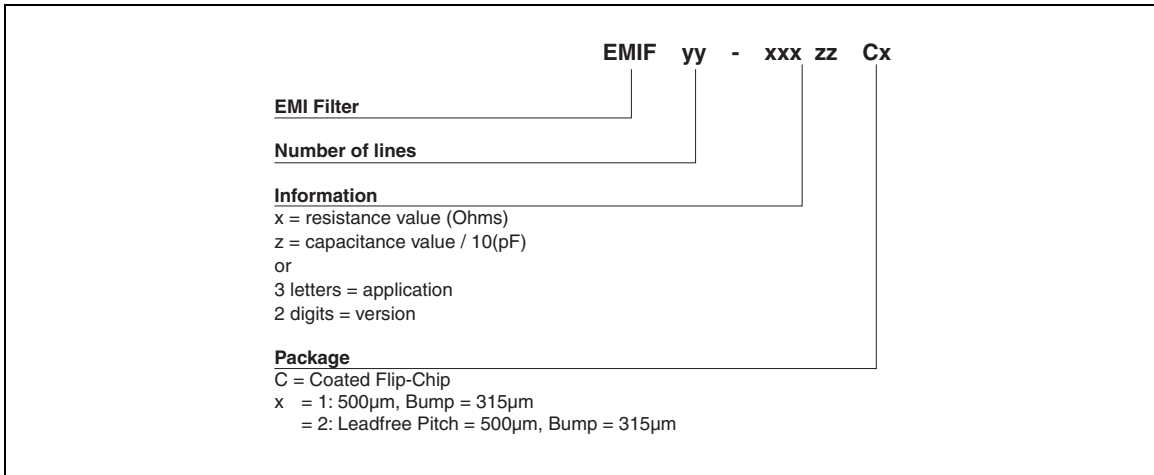 EMIF yy - xxx zz Cx
EMI Filter
Number of lines
Information
x = resistance value (Ohms)
z = capacitance value / 10(pF)
or
3 letters = application
2 digits = version
Package
C = Coated Flip-Chip
x = 1: 500µm, Bump = 315µm
= 2: Leadfree Pitch = 500µm, Bump = 315µm